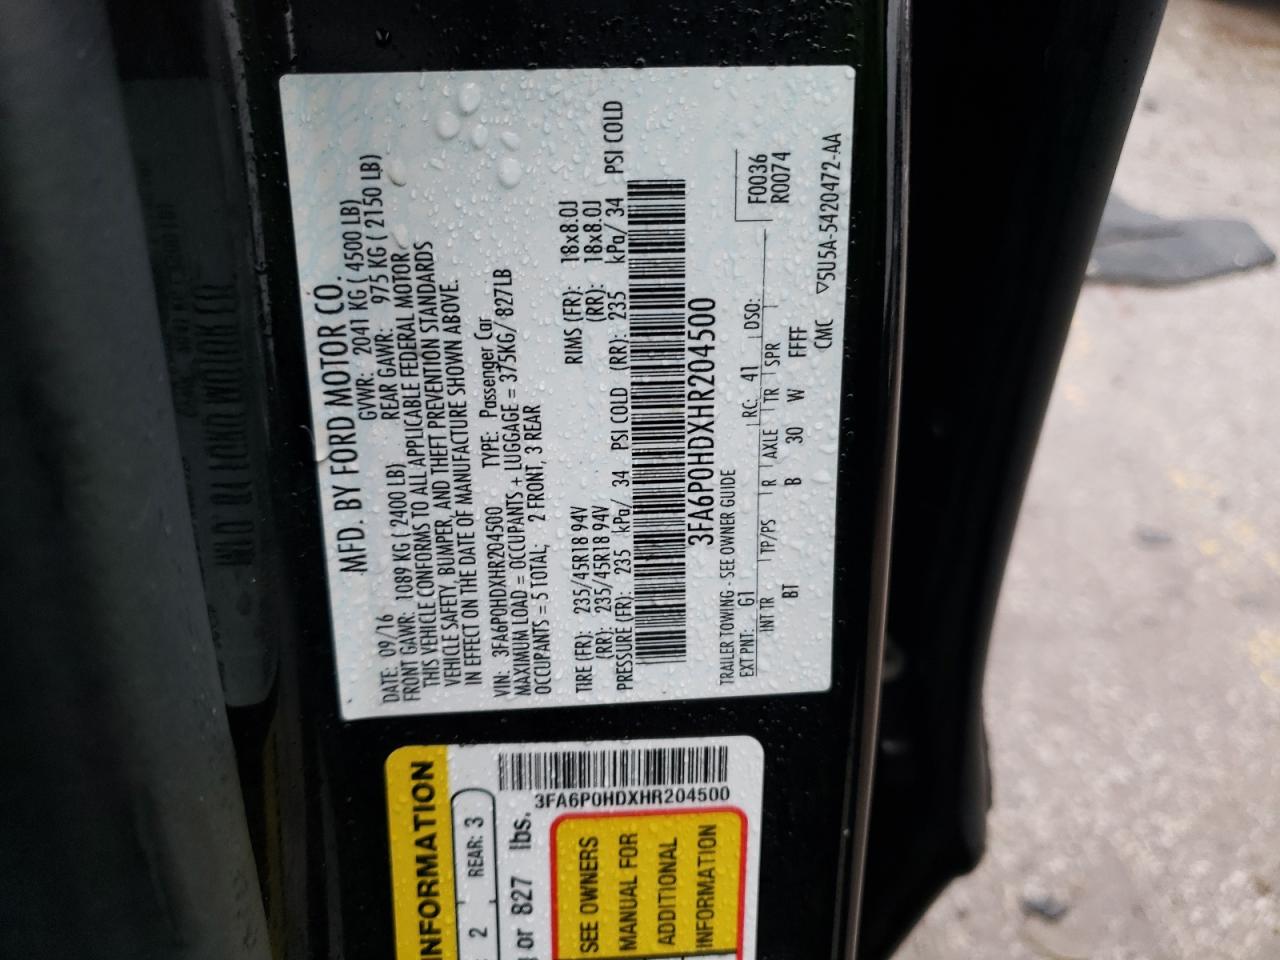 MFD. BY FORD MOTOR CO.
DATE: 09/16 GVWR: 2041 KG ( 4500 LB)
FRONT GAWR: 1089 KG ( 2400 LB) REAR GAWR: 975 KG ( 2150 LB)
THIS VEHICLE CONFORMS TO ALL APPLICABLE FEDERAL MOTOR
VEHICLE SAFETY, BUMPER, AND THEFT PREVENTION STANDARDS
IN EFFECT ON THE DATE OF MANUFACTURE SHOWN ABOVE.
VIN: 3FA6P0HDXHR204500 TYPE: Passenger Car
MAXIMUM LOAD = OCCUPANTS + LUGGAGE = 375KG/ 827LB
OCCUPANTS = 5 TOTAL; 2 FRONT, 3 REAR
TIRE (FR): 235/45R18 94V RIMS (FR): 18x8.0J
(RR): 235/45R18 94V (RR): 18x8.0J
PRESSURE (FR): 235 kPa/ 34 PSI COLD (RR): 235 kPa/ 34 PSI COLD
3FA6P0HDXHR204500
TRAILER TOWING - SEE OWNER GUIDE F0036
EXT PNT: G1 RC: 41 DSO: R0074
INT TR TP/PS R AXLE TR SPR
BT B 30 W FFFF
CMC ▽5U5A-5420472-AA
INFORMATION
2 REAR: 3
or 827 lbs.
3FA6P0HDXHR204500
SEE OWNERS
MANUAL FOR
ADDITIONAL
INFORMATION